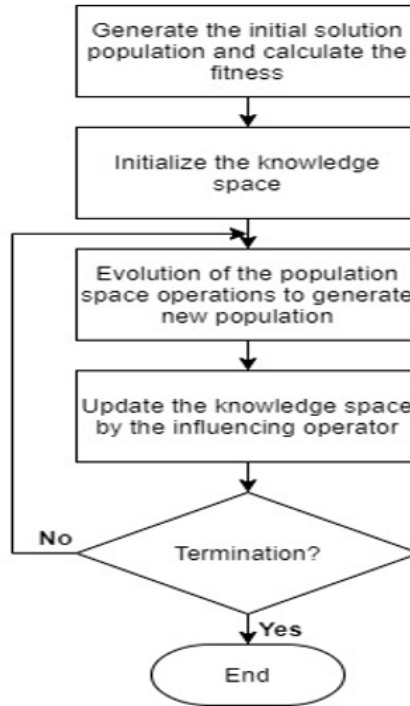 Generate the initial solution
population and calculate the
fitness
Initialize the knowledge
space
Evolution of the population
space operations to generate
new population
Update the knowledge space
by the influencing operator
No
Termination?
Yes
End